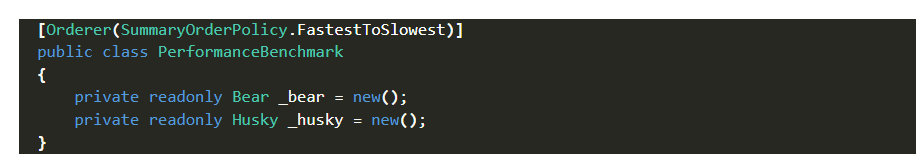 [Orderer(SummaryOrderPolicy.FastestToSlowest)]
public class PerformanceBenchmark
{
    private readonly Bear _bear = new();
    private readonly Husky _husky = new();
}